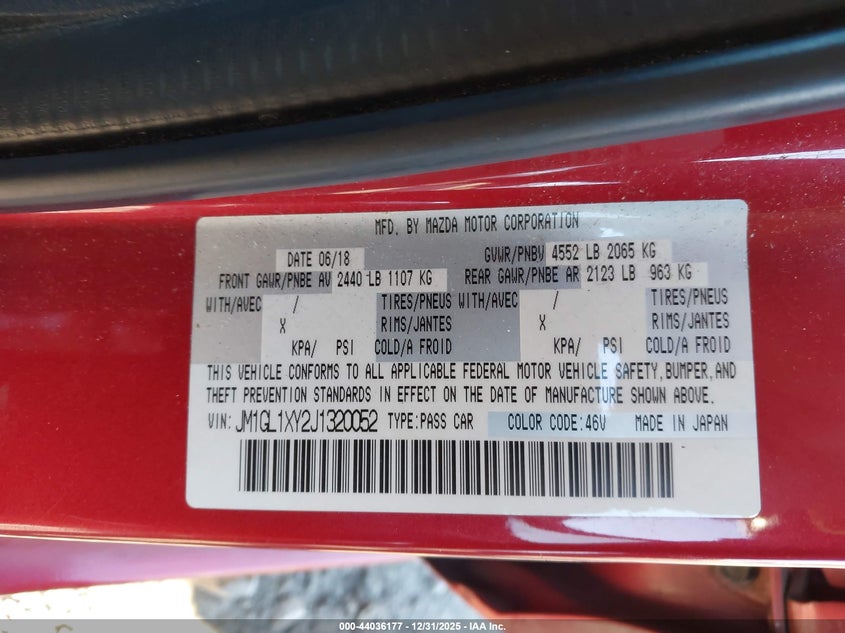 MFD. BY MAZDA MOTOR CORPORATION
DATE 06/18 GVWR/PNBV 4552 LB 2065 KG
FRONT GAWR/PNBE AV 2440 LB 1107 KG REAR GAWR/PNBE AR 2123 LB 963 KG
WITH/AVEC / TIRES/PNEUS WITH/AVEC / TIRES/PNEUS
X RIMS/JANTES X RIMS/JANTES
KPA/ PSI COLD/A FROID KPA/ PSI COLD/A FROID
THIS VEHICLE CONFORMS TO ALL APPLICABLE FEDERAL MOTOR VEHICLE SAFETY, BUMPER, AND
THEFT PREVENTION STANDARDS IN EFFECT ON THE DATE OF MANUFACTURE SHOWN ABOVE.
VIN: JM1GL1XY2J1320052 TYPE:PASS CAR COLOR CODE:46V MADE IN JAPAN
000-44036177 - 12/31/2025 - © IAA Inc.